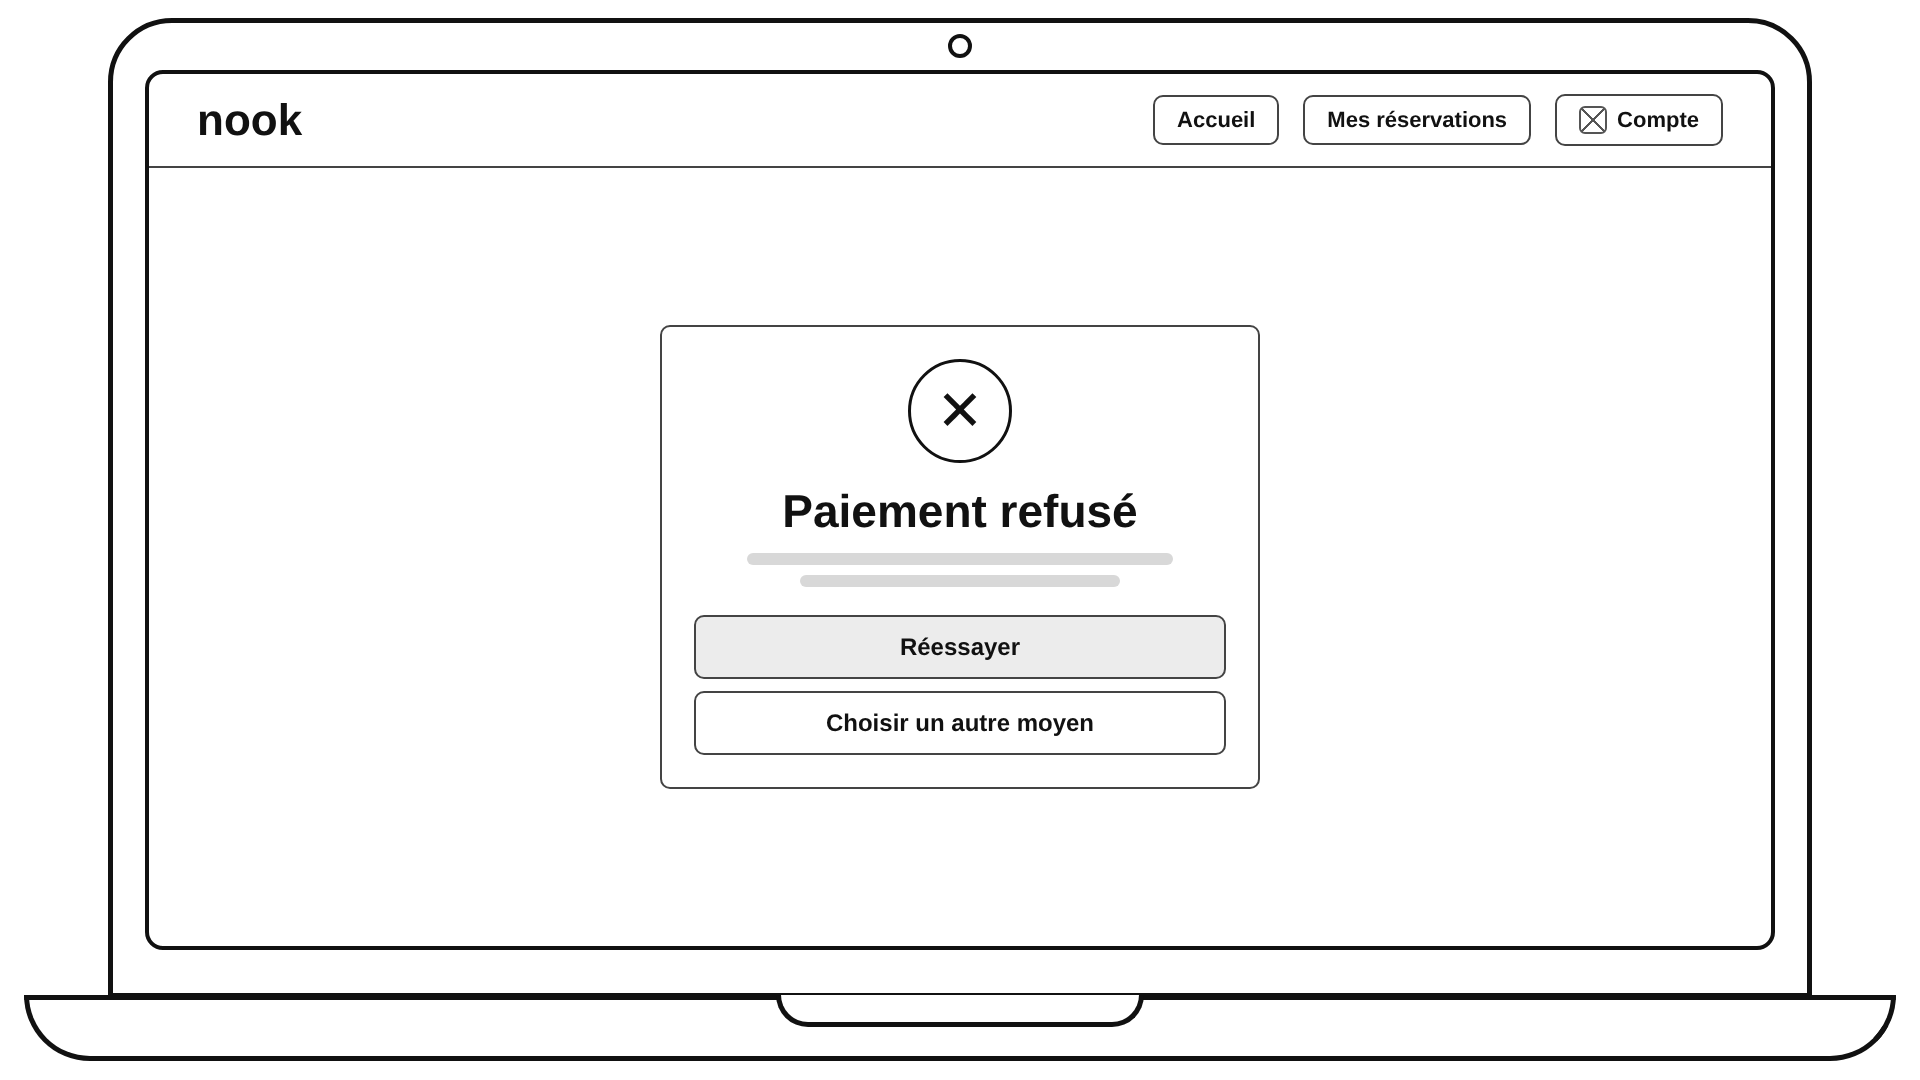 nook
Accueil
Mes réservations
Compte
Paiement refusé
Réessayer
Choisir un autre moyen